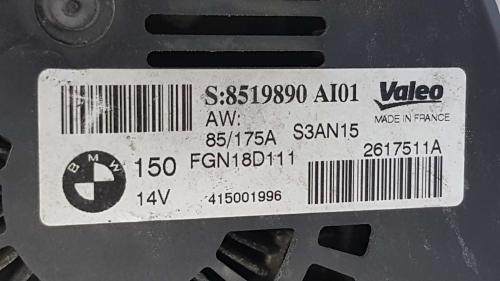 S:8519890 AI01
Valeo
MADE IN FRANCE
AW:
85/175A S3AN15
BMW
150 FGN18D111
2617511A
14V
415001996